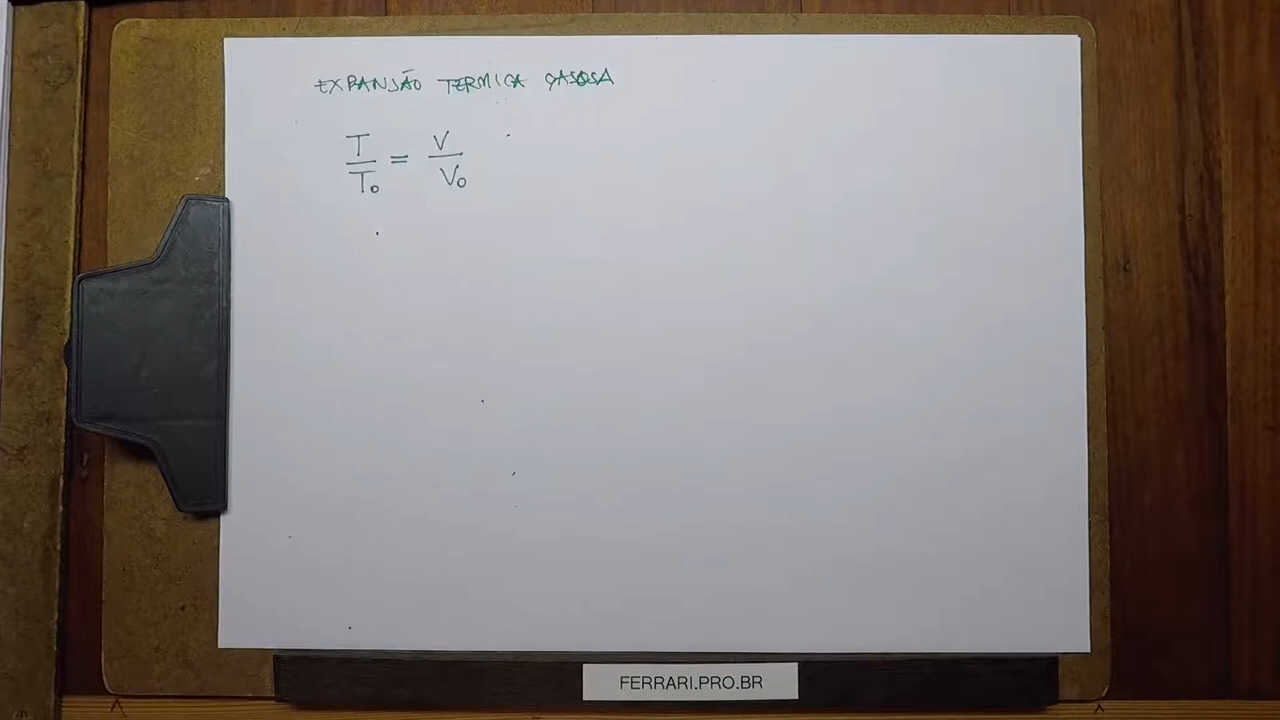 EXPANSÃO TERMICA GASOSA
T/T₀ = V/V₀
FERRARI.PRO.BR